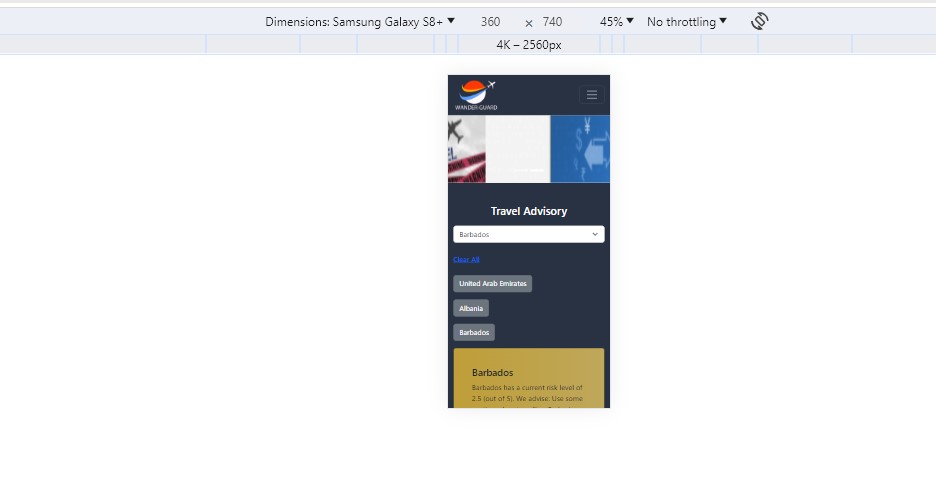 Dimensions: Samsung Galaxy S8+ 360 × 740 45% No throttling
4K – 2560px
WANDER-GUARD
Travel Advisory
Barbados
Clear All
United Arab Emirates
Albania
Barbados
Barbados
Barbados has a current risk level of
2.5 (out of 5). We advise: Use some